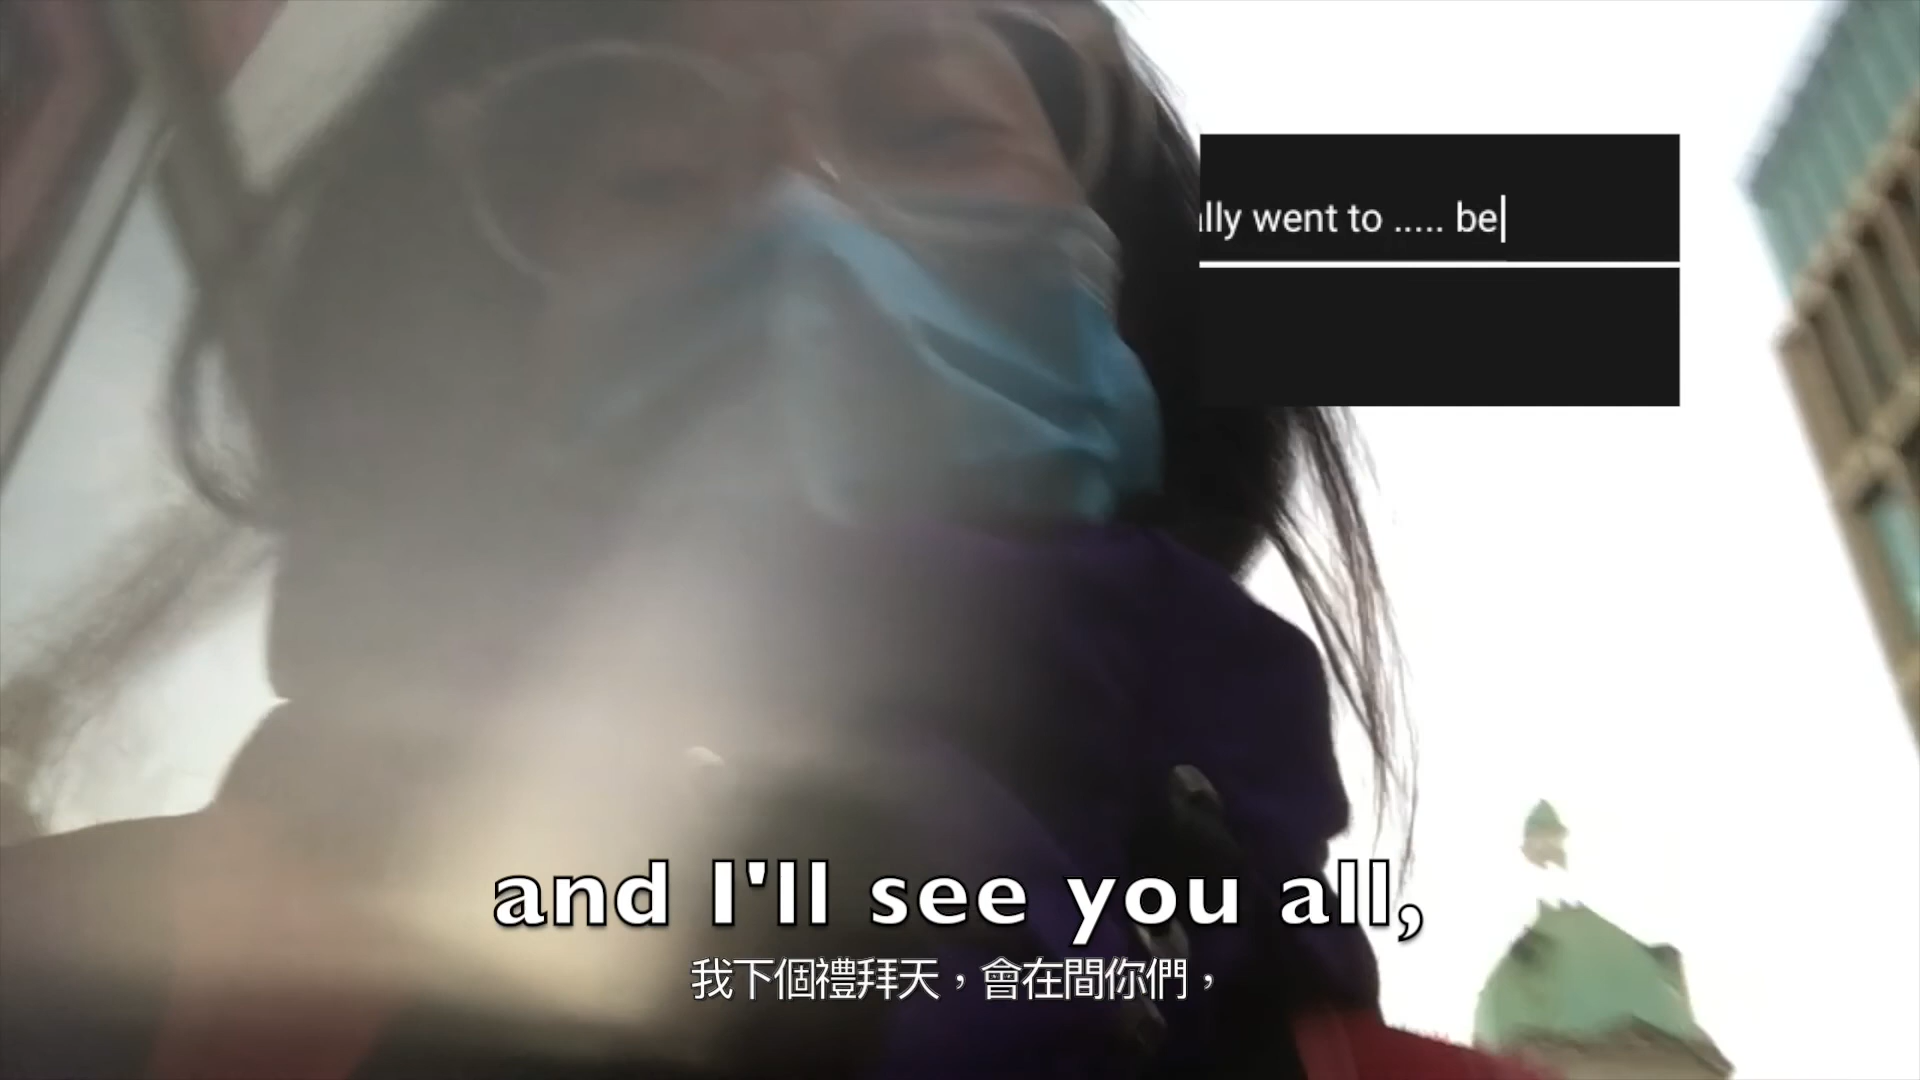 lly went to ..... be
and I'll see you all,
我下個禮拜天，會在間你們，